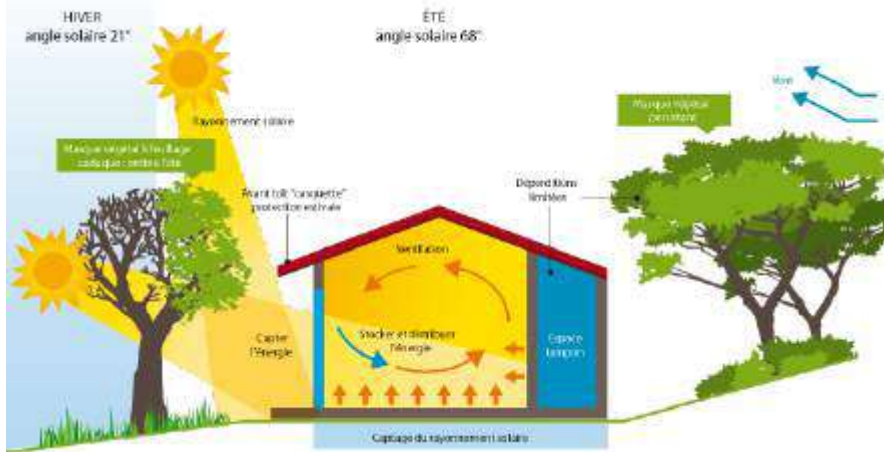 HIVER
angle solaire 21°
ÉTÉ
angle solaire 68°
Vent
Rayonnement solaire
Masque végétal
persistant
Masque végétal à feuillage
caduque : ombre l'été
Avant toit "casquette"
protection estivale
Déperditions
limitées
Ventilation
Capter
l'énergie
Stocker et distribuer
l'énergie
Espace
tampon
Captage du rayonnement solaire